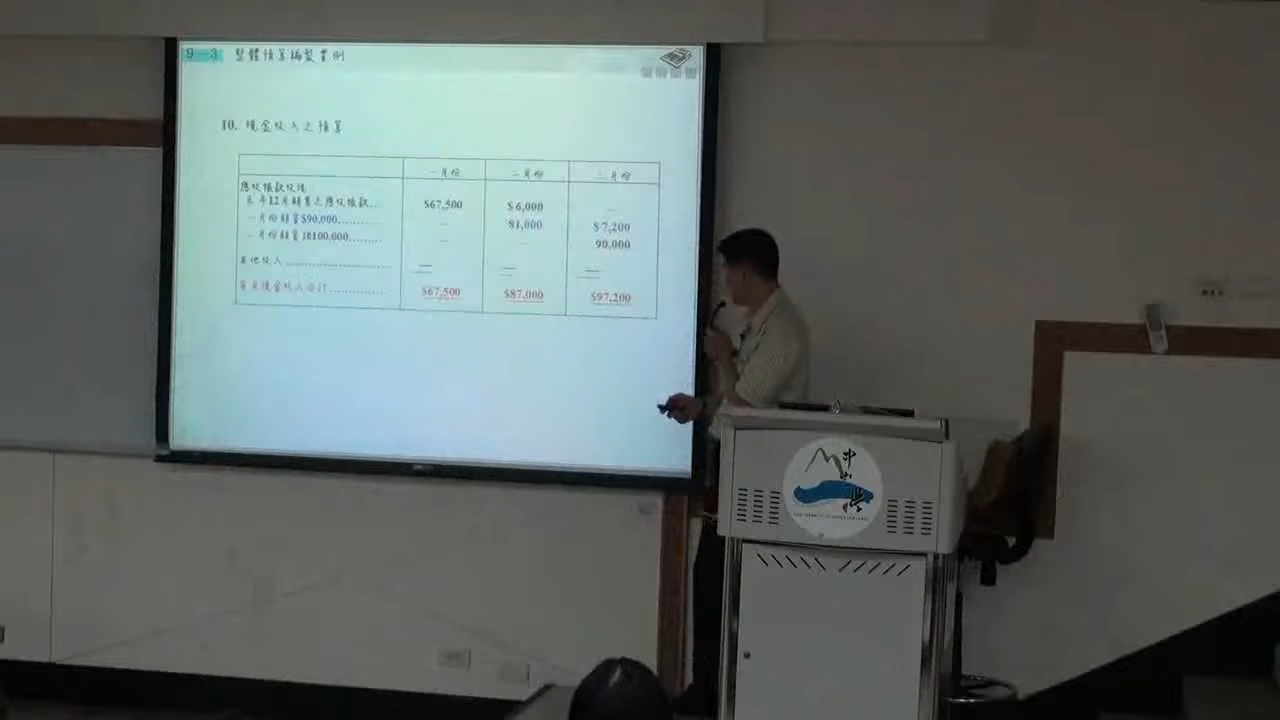 9-3 整體預算編製實例
10. 現金收入之預算
一月份 二月份 三月份
應收帳款收現:
去年12月銷貨之應收帳款... $67,500 $6,000 —
一月份銷貨$90,000......... — 81,000 $7,200
二月份銷貨$100,000........ — — 90,000
其他收入 — — —
每月現金收入合計 $67,500 $87,000 $97,200
中山